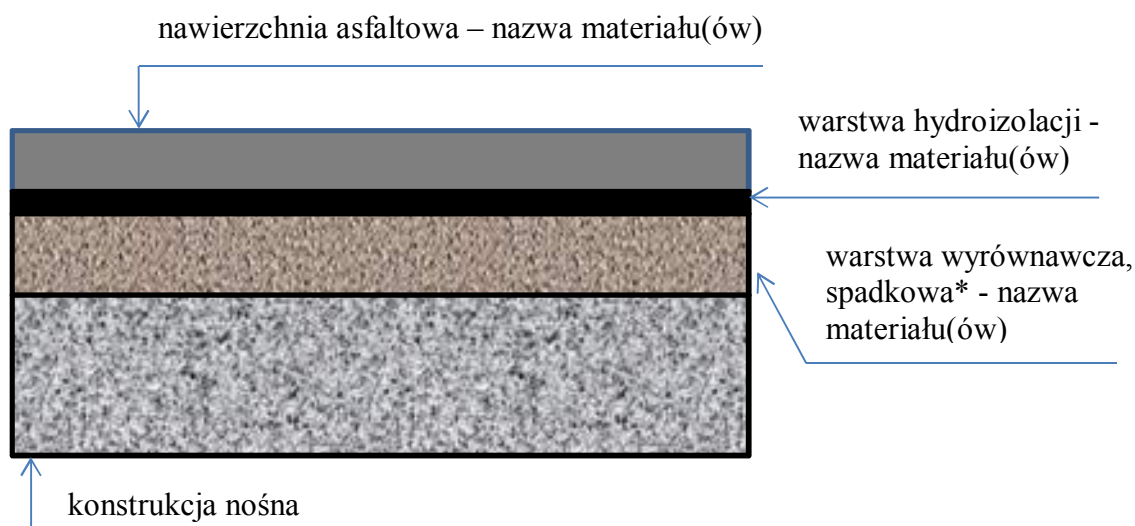 nawierzchnia asfaltowa – nazwa materiału(ów)
warstwa hydroizolacji -
nazwa materiału(ów)
warstwa wyrównawcza,
spadkowa* - nazwa
materiału(ów)
konstrukcja nośna